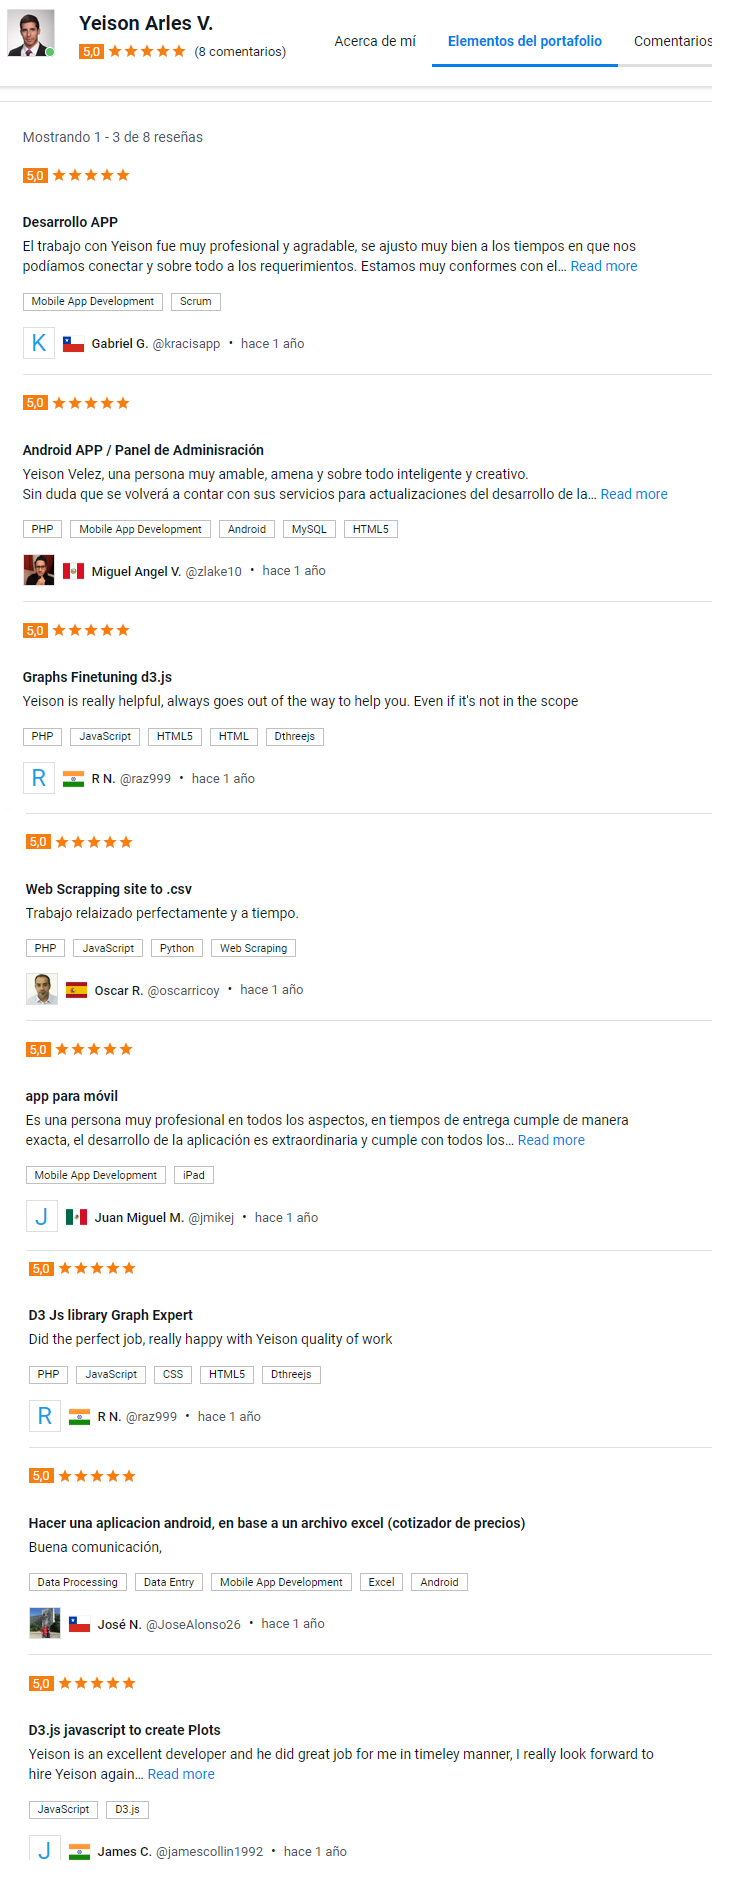 Yeison Arles V.
5,0 (8 comentarios)
Acerca de mí Elementos del portafolio Comentarios
Mostrando 1 - 3 de 8 reseñas
5,0
Desarrollo APP
El trabajo con Yeison fue muy profesional y agradable, se ajusto muy bien a los tiempos en que nos
podíamos conectar y sobre todo a los requerimientos. Estamos muy conformes con el... Read more
Mobile App Development Scrum
K Gabriel G. @kracisapp • hace 1 año
5,0
Android APP / Panel de Adminisración
Yeison Velez, una persona muy amable, amena y sobre todo inteligente y creativo.
Sin duda que se volverá a contar con sus servicios para actualizaciones del desarrollo de la... Read more
PHP Mobile App Development Android MySQL HTML5
Miguel Angel V. @zlake10 • hace 1 año
5,0
Graphs Finetuning d3.js
Yeison is really helpful, always goes out of the way to help you. Even if it's not in the scope
PHP JavaScript HTML5 HTML Dthreejs
R R N. @raz999 • hace 1 año
5,0
Web Scrapping site to .csv
Trabajo relaizado perfectamente y a tiempo.
PHP JavaScript Python Web Scraping
Oscar R. @oscarricoy • hace 1 año
5,0
app para móvil
Es una persona muy profesional en todos los aspectos, en tiempos de entrega cumple de manera
exacta, el desarrollo de la aplicación es extraordinaria y cumple con todos los... Read more
Mobile App Development iPad
J Juan Miguel M. @jmikej • hace 1 año
5,0
D3 Js library Graph Expert
Did the perfect job, really happy with Yeison quality of work
PHP JavaScript CSS HTML5 Dthreejs
R R N. @raz999 • hace 1 año
5,0
Hacer una aplicacion android, en base a un archivo excel (cotizador de precios)
Buena comunicación,
Data Processing Data Entry Mobile App Development Excel Android
José N. @JoseAlonso26 • hace 1 año
5,0
D3.js javascript to create Plots
Yeison is an excellent developer and he did great job for me in timeley manner, I really look forward to
hire Yeison again... Read more
JavaScript D3.js
J James C. @jamescollin1992 • hace 1 año